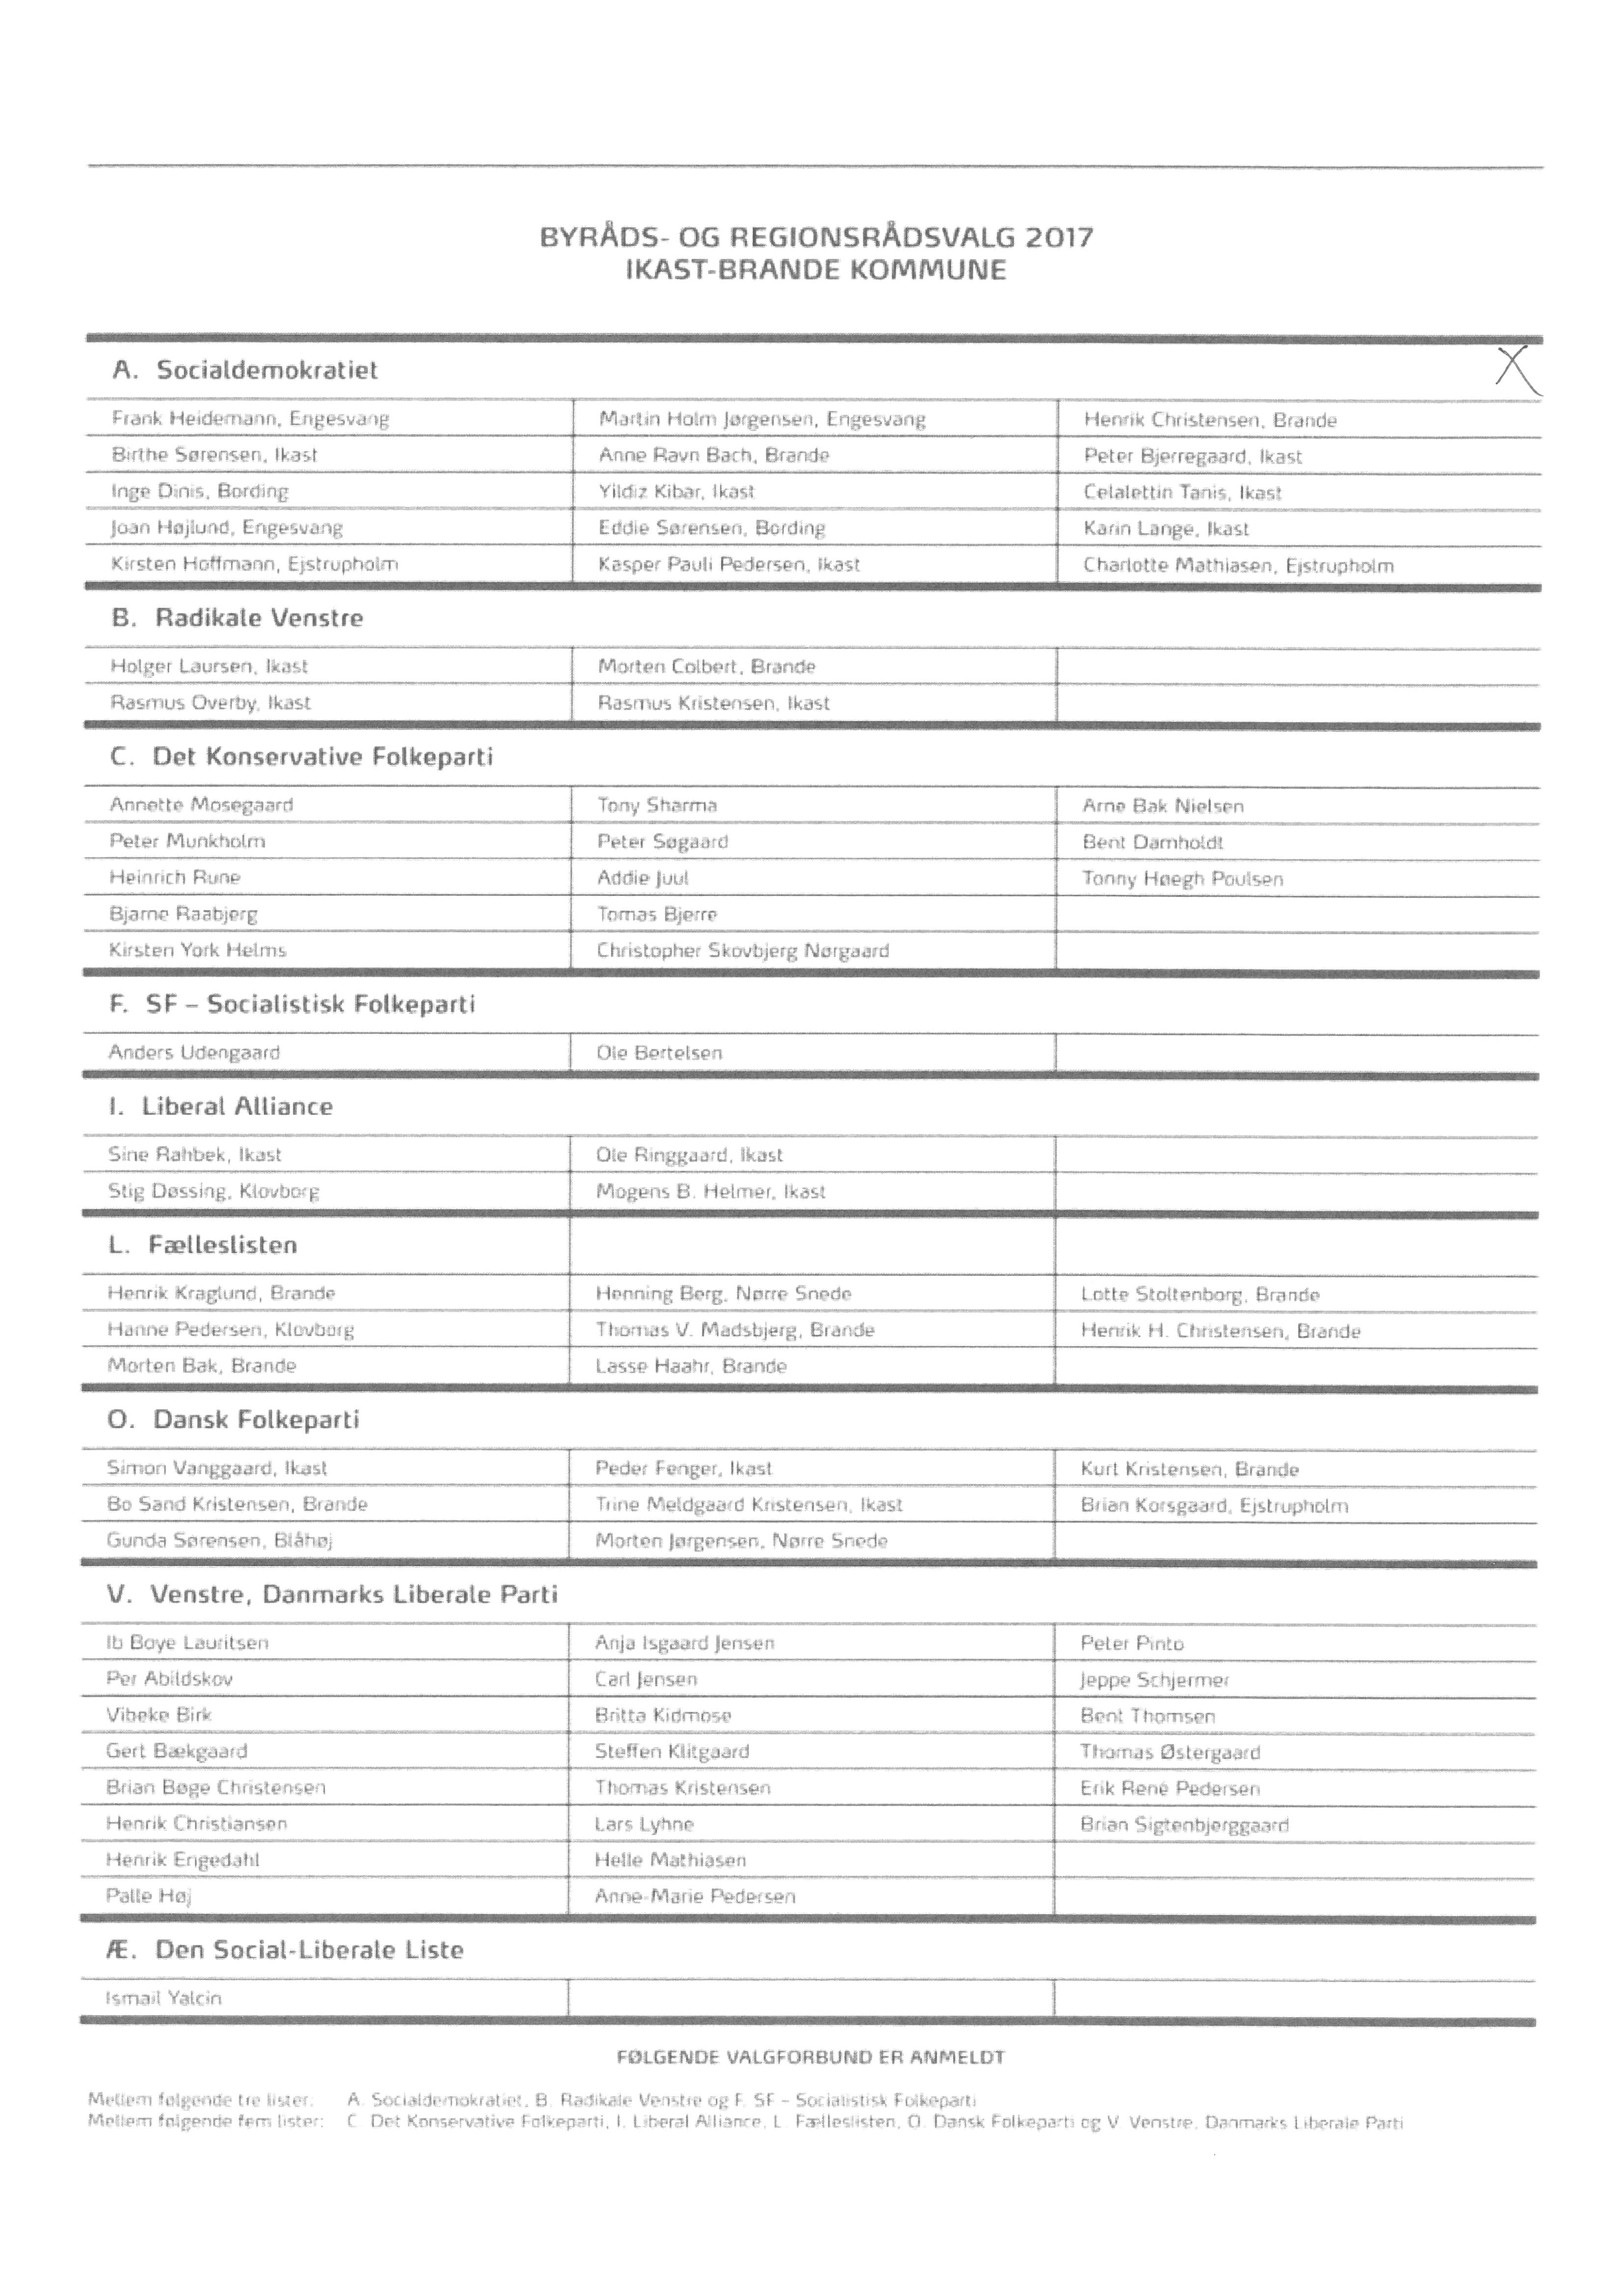 BYRÅDS- OG REGIONSRÅDSVALG 2017
IKAST-BRANDE KOMMUNE
A. Socialdemokratiet X
Frank Heidemann, Engesvang Martin Holm Jørgensen, Engesvang Henrik Christensen, Brande
Birthe Sørensen, Ikast Anne Ravn Bach, Brande Peter Bjerregaard, Ikast
Inge Dinis, Bording Yildiz Kibar, Ikast Celalettin Tanis, Ikast
Joan Højlund, Engesvang Eddie Sørensen, Bording Karin Lange, Ikast
Kirsten Hoffmann, Ejstrupholm Kasper Pauli Pedersen, Ikast Charlotte Mathiasen, Ejstrupholm
B. Radikale Venstre
Holger Laursen, Ikast Morten Colbert, Brande
Rasmus Overby, Ikast Rasmus Kristensen, Ikast
C. Det Konservative Folkeparti
Annette Mosegaard Tony Sharma Arne Bak Nielsen
Peter Munkholm Peter Søgaard Bent Damholdt
Heinrich Rune Addie Juul Tonny Høegh Poulsen
Bjarne Raabjerg Tomas Bjerre
Kirsten York Helms Christopher Skovbjerg Nørgaard
F. SF – Socialistisk Folkeparti
Anders Udengaard Ole Bertelsen
I. Liberal Alliance
Sine Rahbek, Ikast Ole Ringgaard, Ikast
Stig Døssing, Klovborg Mogens B. Helmer, Ikast
L. Fælleslisten
Henrik Kraglund, Brande Henning Berg, Nørre Snede Lotte Stoltenborg, Brande
Hanne Pedersen, Klovborg Thomas V. Madsbjerg, Brande Henrik H. Christensen, Brande
Morten Bak, Brande Lasse Haahr, Brande
O. Dansk Folkeparti
Simon Vanggaard, Ikast Peder Fenger, Ikast Kurt Kristensen, Brande
Bo Sand Kristensen, Brande Trine Meldgaard Kristensen, Ikast Brian Korsgaard, Ejstrupholm
Gunda Sørensen, Blåhøj Morten Jørgensen, Nørre Snede
V. Venstre, Danmarks Liberale Parti
Ib Boye Lauritsen Anja Isgaard Jensen Peter Pinto
Per Abildskov Carl Jensen Jeppe Schjermer
Vibeke Birk Britta Kidmose Bent Thomsen
Gert Bækgaard Steffen Klitgaard Thomas Østergaard
Brian Bøge Christensen Thomas Kristensen Erik René Pedersen
Henrik Christiansen Lars Lyhne Brian Sigtenbjerggaard
Henrik Engedahl Helle Mathiasen
Palle Høj Anne-Marie Pedersen
Æ. Den Social-Liberale Liste
Ismail Yalcin
FØLGENDE VALGFORBUND ER ANMELDT
Mellem følgende tre lister: A. Socialdemokratiet, B. Radikale Venstre og F. SF – Socialistisk Folkeparti
Mellem følgende fem lister: C. Det Konservative Folkeparti, I. Liberal Alliance, L. Fælleslisten, O. Dansk Folkeparti og V. Venstre, Danmarks Liberale Parti